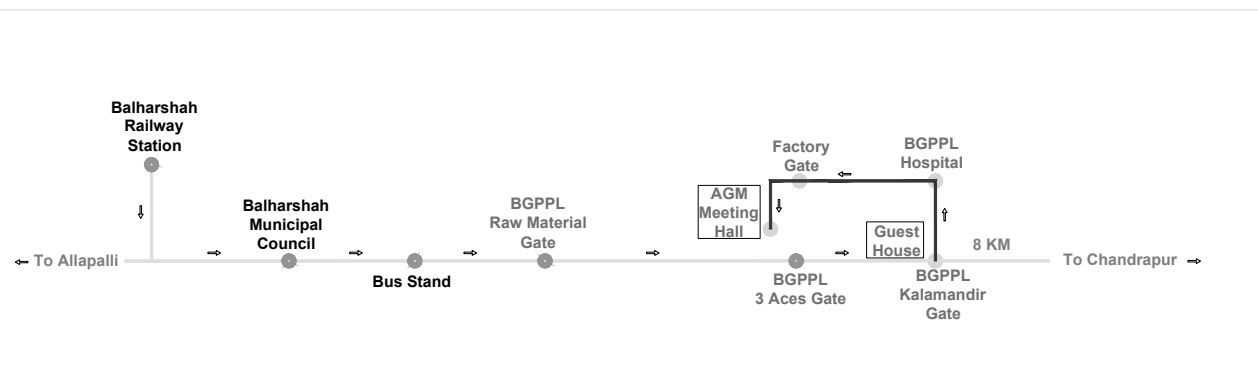 Balharshah
Railway
Station
Balharshah
Municipal
Council
BGPPL
Raw Material
Gate
Factory
Gate
BGPPL
Hospital
AGM
Meeting
Hall
Guest
House
8 KM
To Allapalli
To Chandrapur
Bus Stand
BGPPL
3 Aces Gate
BGPPL
Kalamandir
Gate